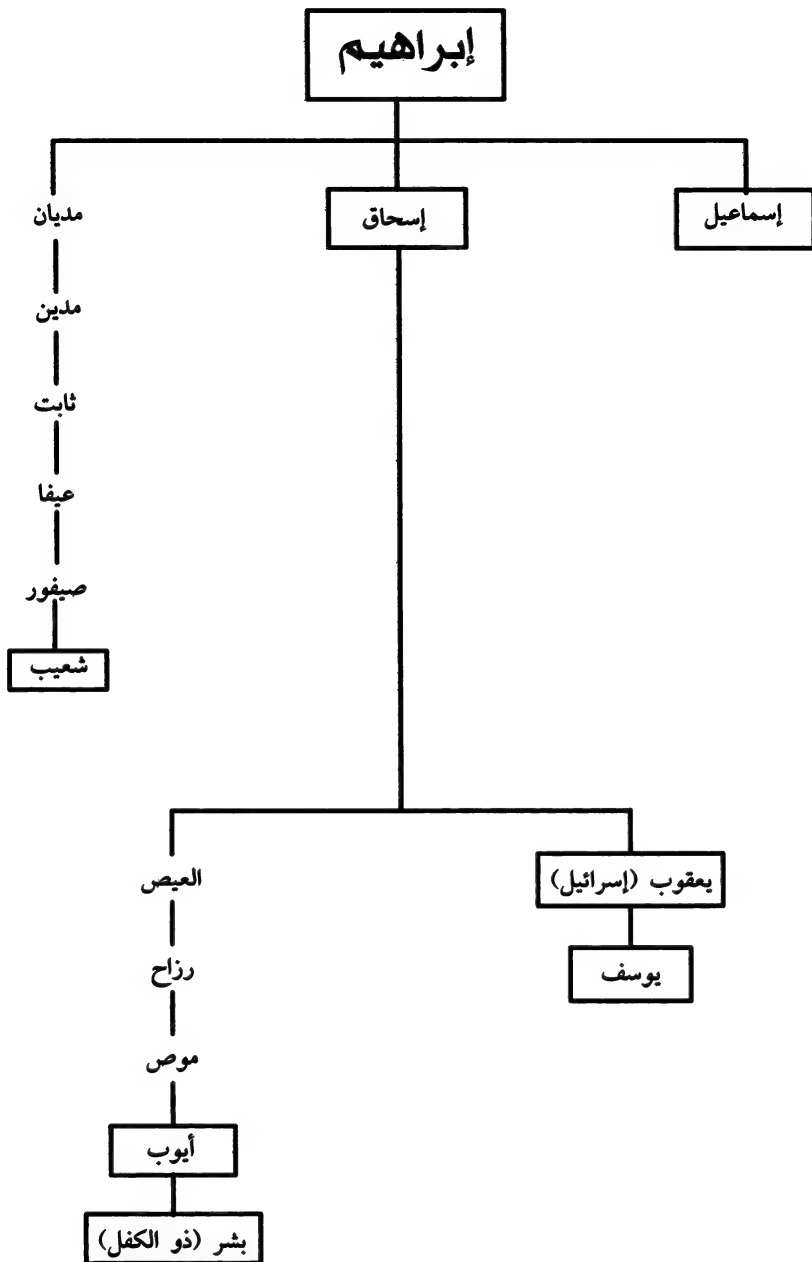 إبراهيم
إسماعيل
إسحاق
مديان
مدين
ثابت
عيفا
صيفور
شعيب
يعقوب (إسرائيل)
العيص
يوسف
رزاح
موص
أيوب
بشر (ذو الكفل)